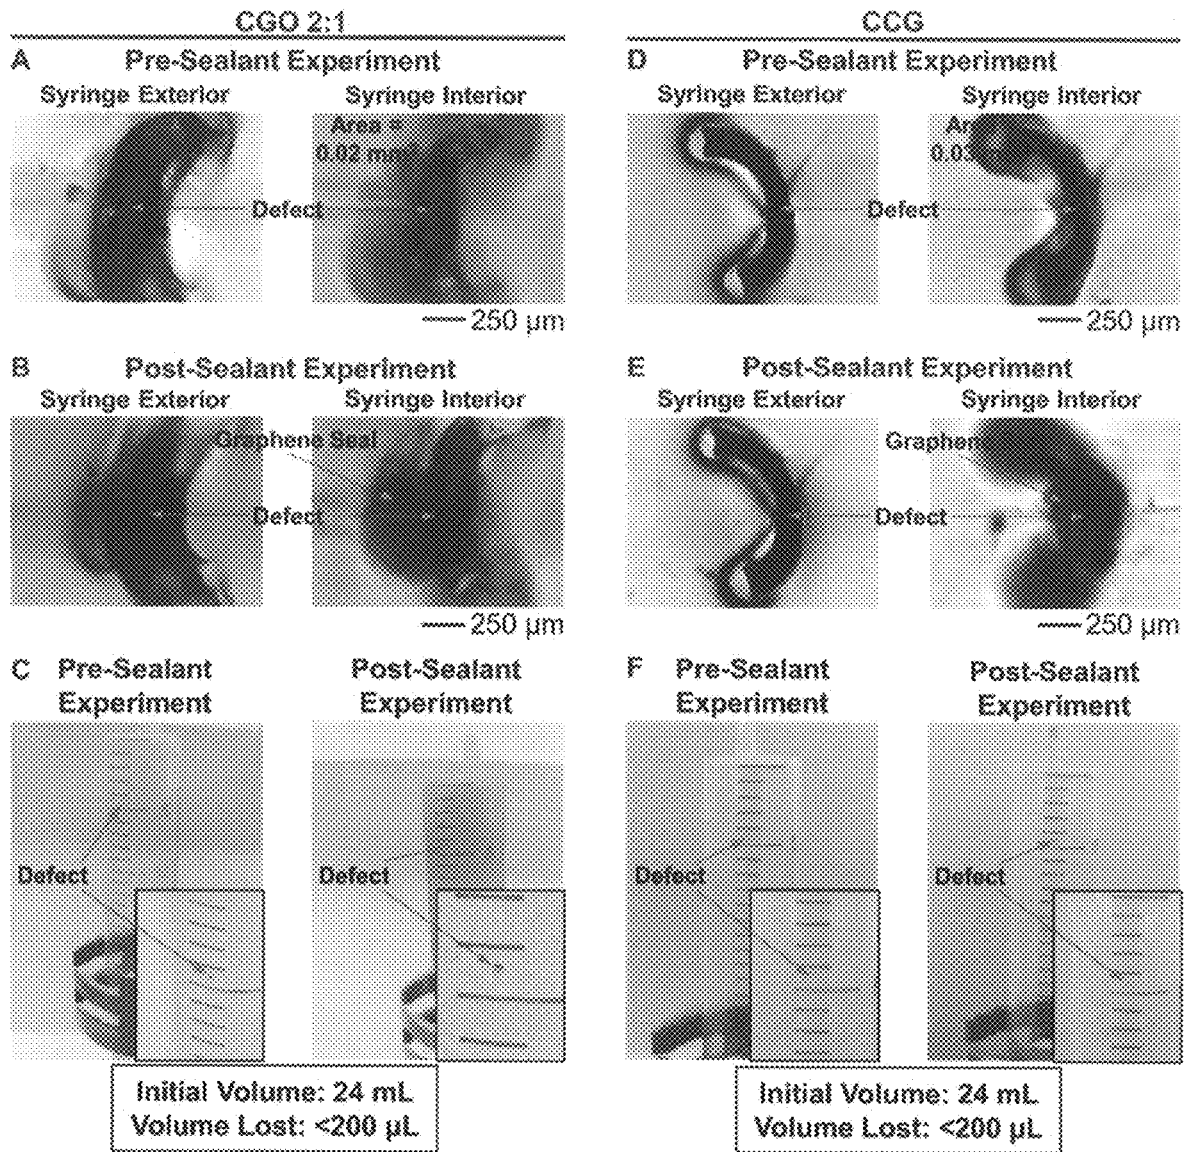 CGO 2:1
A Pre-Sealant Experiment
Syringe Exterior Syringe Interior
Area =
0.02 mm
Defect
250 µm
B Post-Sealant Experiment
Syringe Exterior Syringe Interior
Graphene Seal
Defect
250 µm
C Pre-Sealant Experiment
Post-Sealant Experiment
Defect
Defect
Initial Volume: 24 mL
Volume Lost: <200 µL
CCG
D Pre-Sealant Experiment
Syringe Exterior Syringe Interior
0.03
Defect
250 µm
E Post-Sealant Experiment
Syringe Exterior Syringe Interior
Graphene
Defect
250 µm
F Pre-Sealant Experiment
Post-Sealant Experiment
Defect
Defect
Initial Volume: 24 mL
Volume Lost: <200 µL